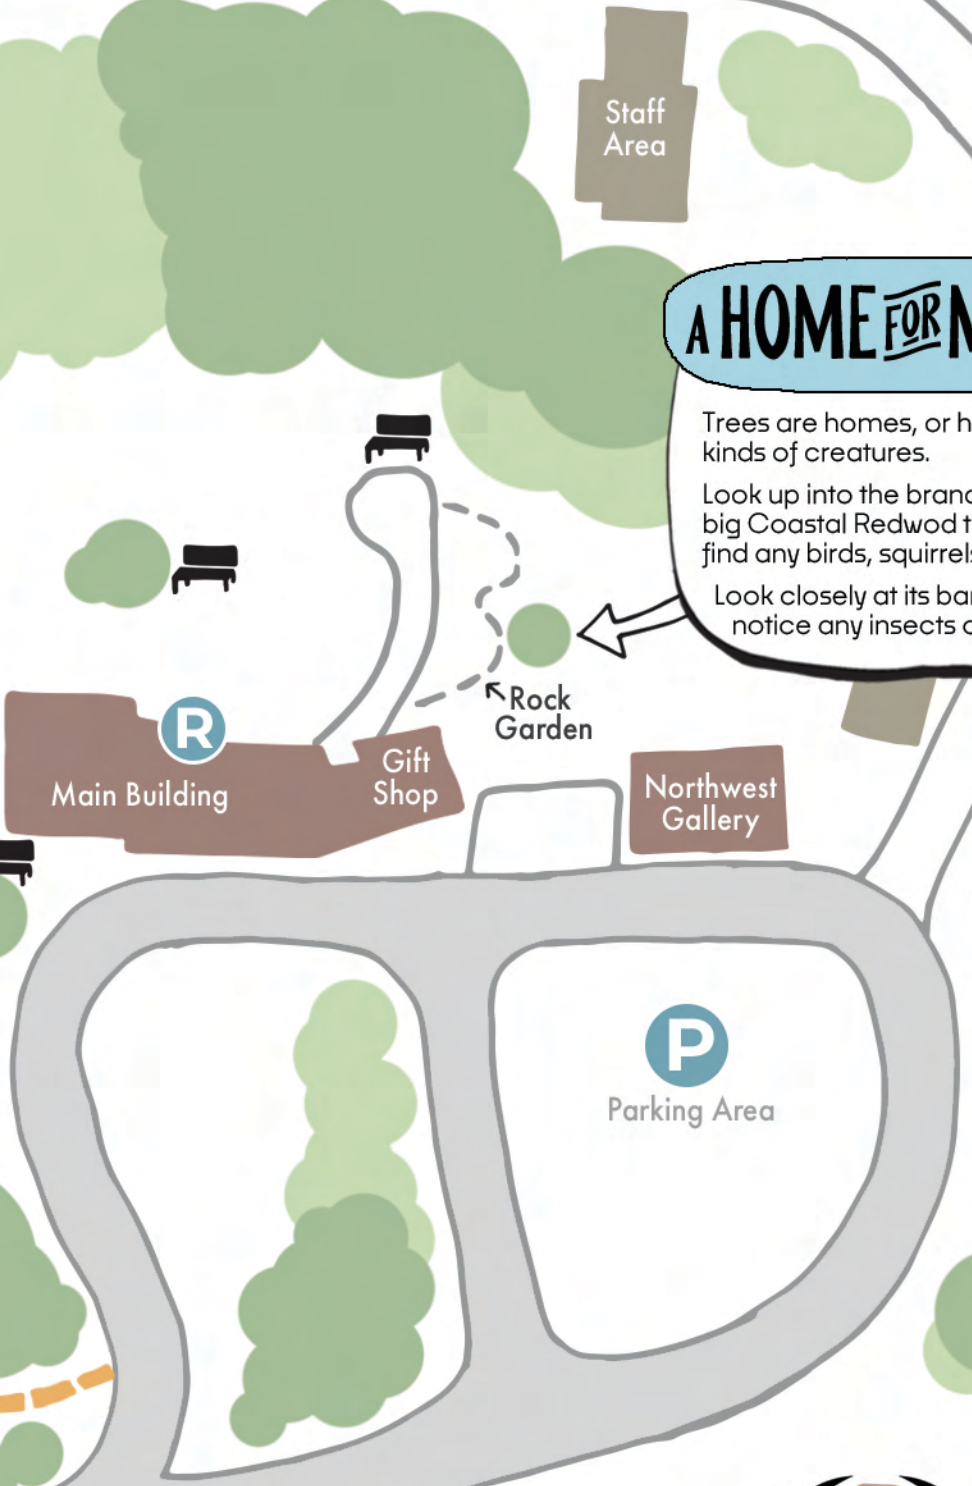 Staff
Area
A HOME FOR
Trees are homes, or h
kinds of creatures.
Look up into the branc
big Coastal Redwod t
find any birds, squirrels
Look closely at its bar
notice any insects
Rock
Garden
R
Main Building
Gift
Shop
Northwest
Gallery
P
Parking Area